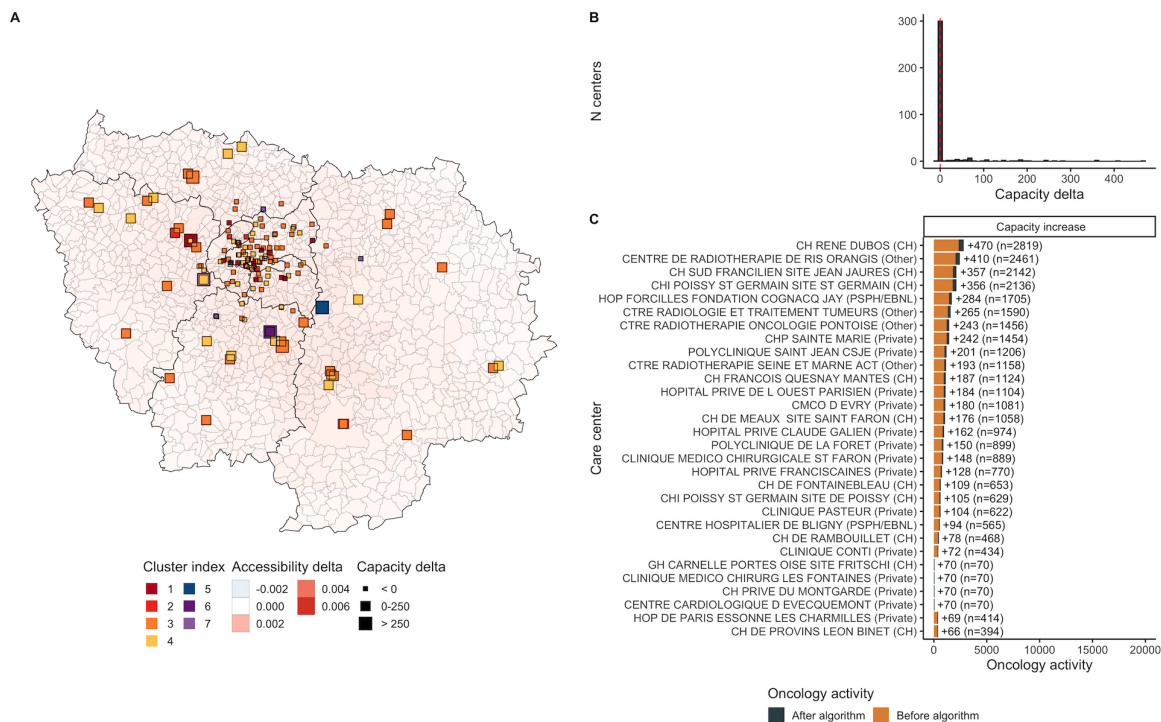 A
Cluster index
1
2
3
4
5
6
7
Accessibility delta
-0.002
0.000
0.002
0.004
0.006
Capacity delta
< 0
0-250
> 250
B
N centers
300
200
100
0
0 100 200 300 400
Capacity delta
C
Care center
Capacity increase
CH RENE DUBOS (CH) +470 (n=2819)
CENTRE DE RADIOTHERAPIE DE RIS ORANGIS (Other) +410 (n=2461)
CH SUD FRANCILIEN SITE JEAN JAURES (CH) +357 (n=2142)
CHI POISSY ST GERMAIN SITE ST GERMAIN (CH) +356 (n=2136)
HOP FORCILLES FONDATION COGNACQ JAY (PSPH/EBNL) +284 (n=1705)
CTRE RADIOLOGIE ET TRAITEMENT TUMEURS (Other) +265 (n=1590)
CTRE RADIOTHERAPIE ONCOLOGIE PONTOISE (Other) +243 (n=1456)
CHP SAINTE MARIE (Private) +242 (n=1454)
POLYCLINIQUE SAINT JEAN CSJE (Private) +201 (n=1206)
CTRE RADIOTHERAPIE SEINE ET MARNE ACT (Other) +193 (n=1158)
CH FRANCOIS QUESNAY MANTES (CH) +187 (n=1124)
HOPITAL PRIVE DE L OUEST PARISIEN (Private) +184 (n=1104)
CMCO D EVRY (Private) +180 (n=1081)
CH DE MEAUX SITE SAINT FARON (CH) +176 (n=1058)
HOPITAL PRIVE CLAUDE GALIEN (Private) +162 (n=974)
POLYCLINIQUE DE LA FORET (Private) +150 (n=899)
CLINIQUE MEDICO CHIRURGICALE ST FARON (Private) +148 (n=889)
HOPITAL PRIVE FRANCISCAINES (Private) +128 (n=770)
CH DE FONTAINEBLEAU (CH) +109 (n=653)
CHI POISSY ST GERMAIN SITE DE POISSY (CH) +105 (n=629)
CLINIQUE PASTEUR (Private) +104 (n=622)
CENTRE HOSPITALIER DE BLIGNY (PSPH/EBNL) +94 (n=565)
CH DE RAMBOUILLET (CH) +78 (n=468)
CLINIQUE CONTI (Private) +72 (n=434)
GH CARNELLE PORTES OISE SITE FRITSCHI (CH) +70 (n=70)
CLINIQUE MEDICO CHIRURG LES FONTAINES (Private) +70 (n=70)
CH PRIVE DU MONTGARDE (Private) +70 (n=70)
CENTRE CARDIOLOGIQUE D EVECQUEMONT (Private) +70 (n=70)
HOP DE PARIS ESSONNE LES CHARMILLES (Private) +69 (n=414)
CH DE PROVINS LEON BINET (CH) +66 (n=394)
0 5000 10000 15000 20000
Oncology activity
Oncology activity
After algorithm Before algorithm